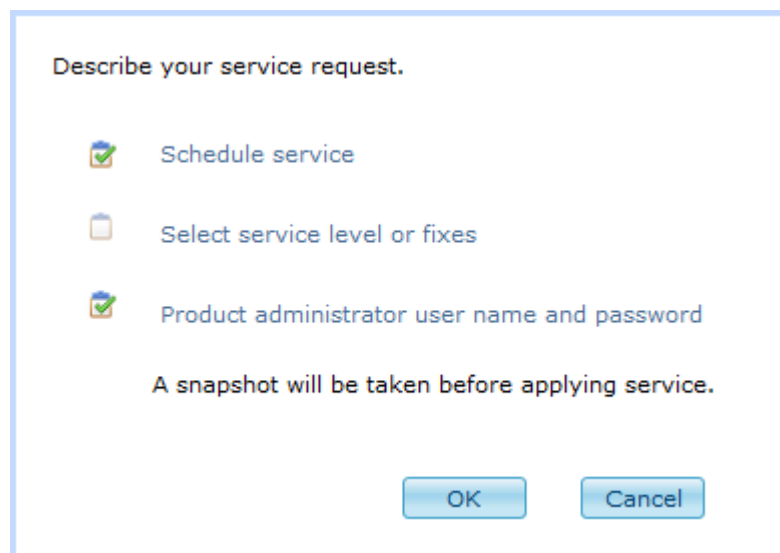 Describe your service request.
Schedule service
Select service level or fixes
Product administrator user name and password
A snapshot will be taken before applying service.
OK Cancel